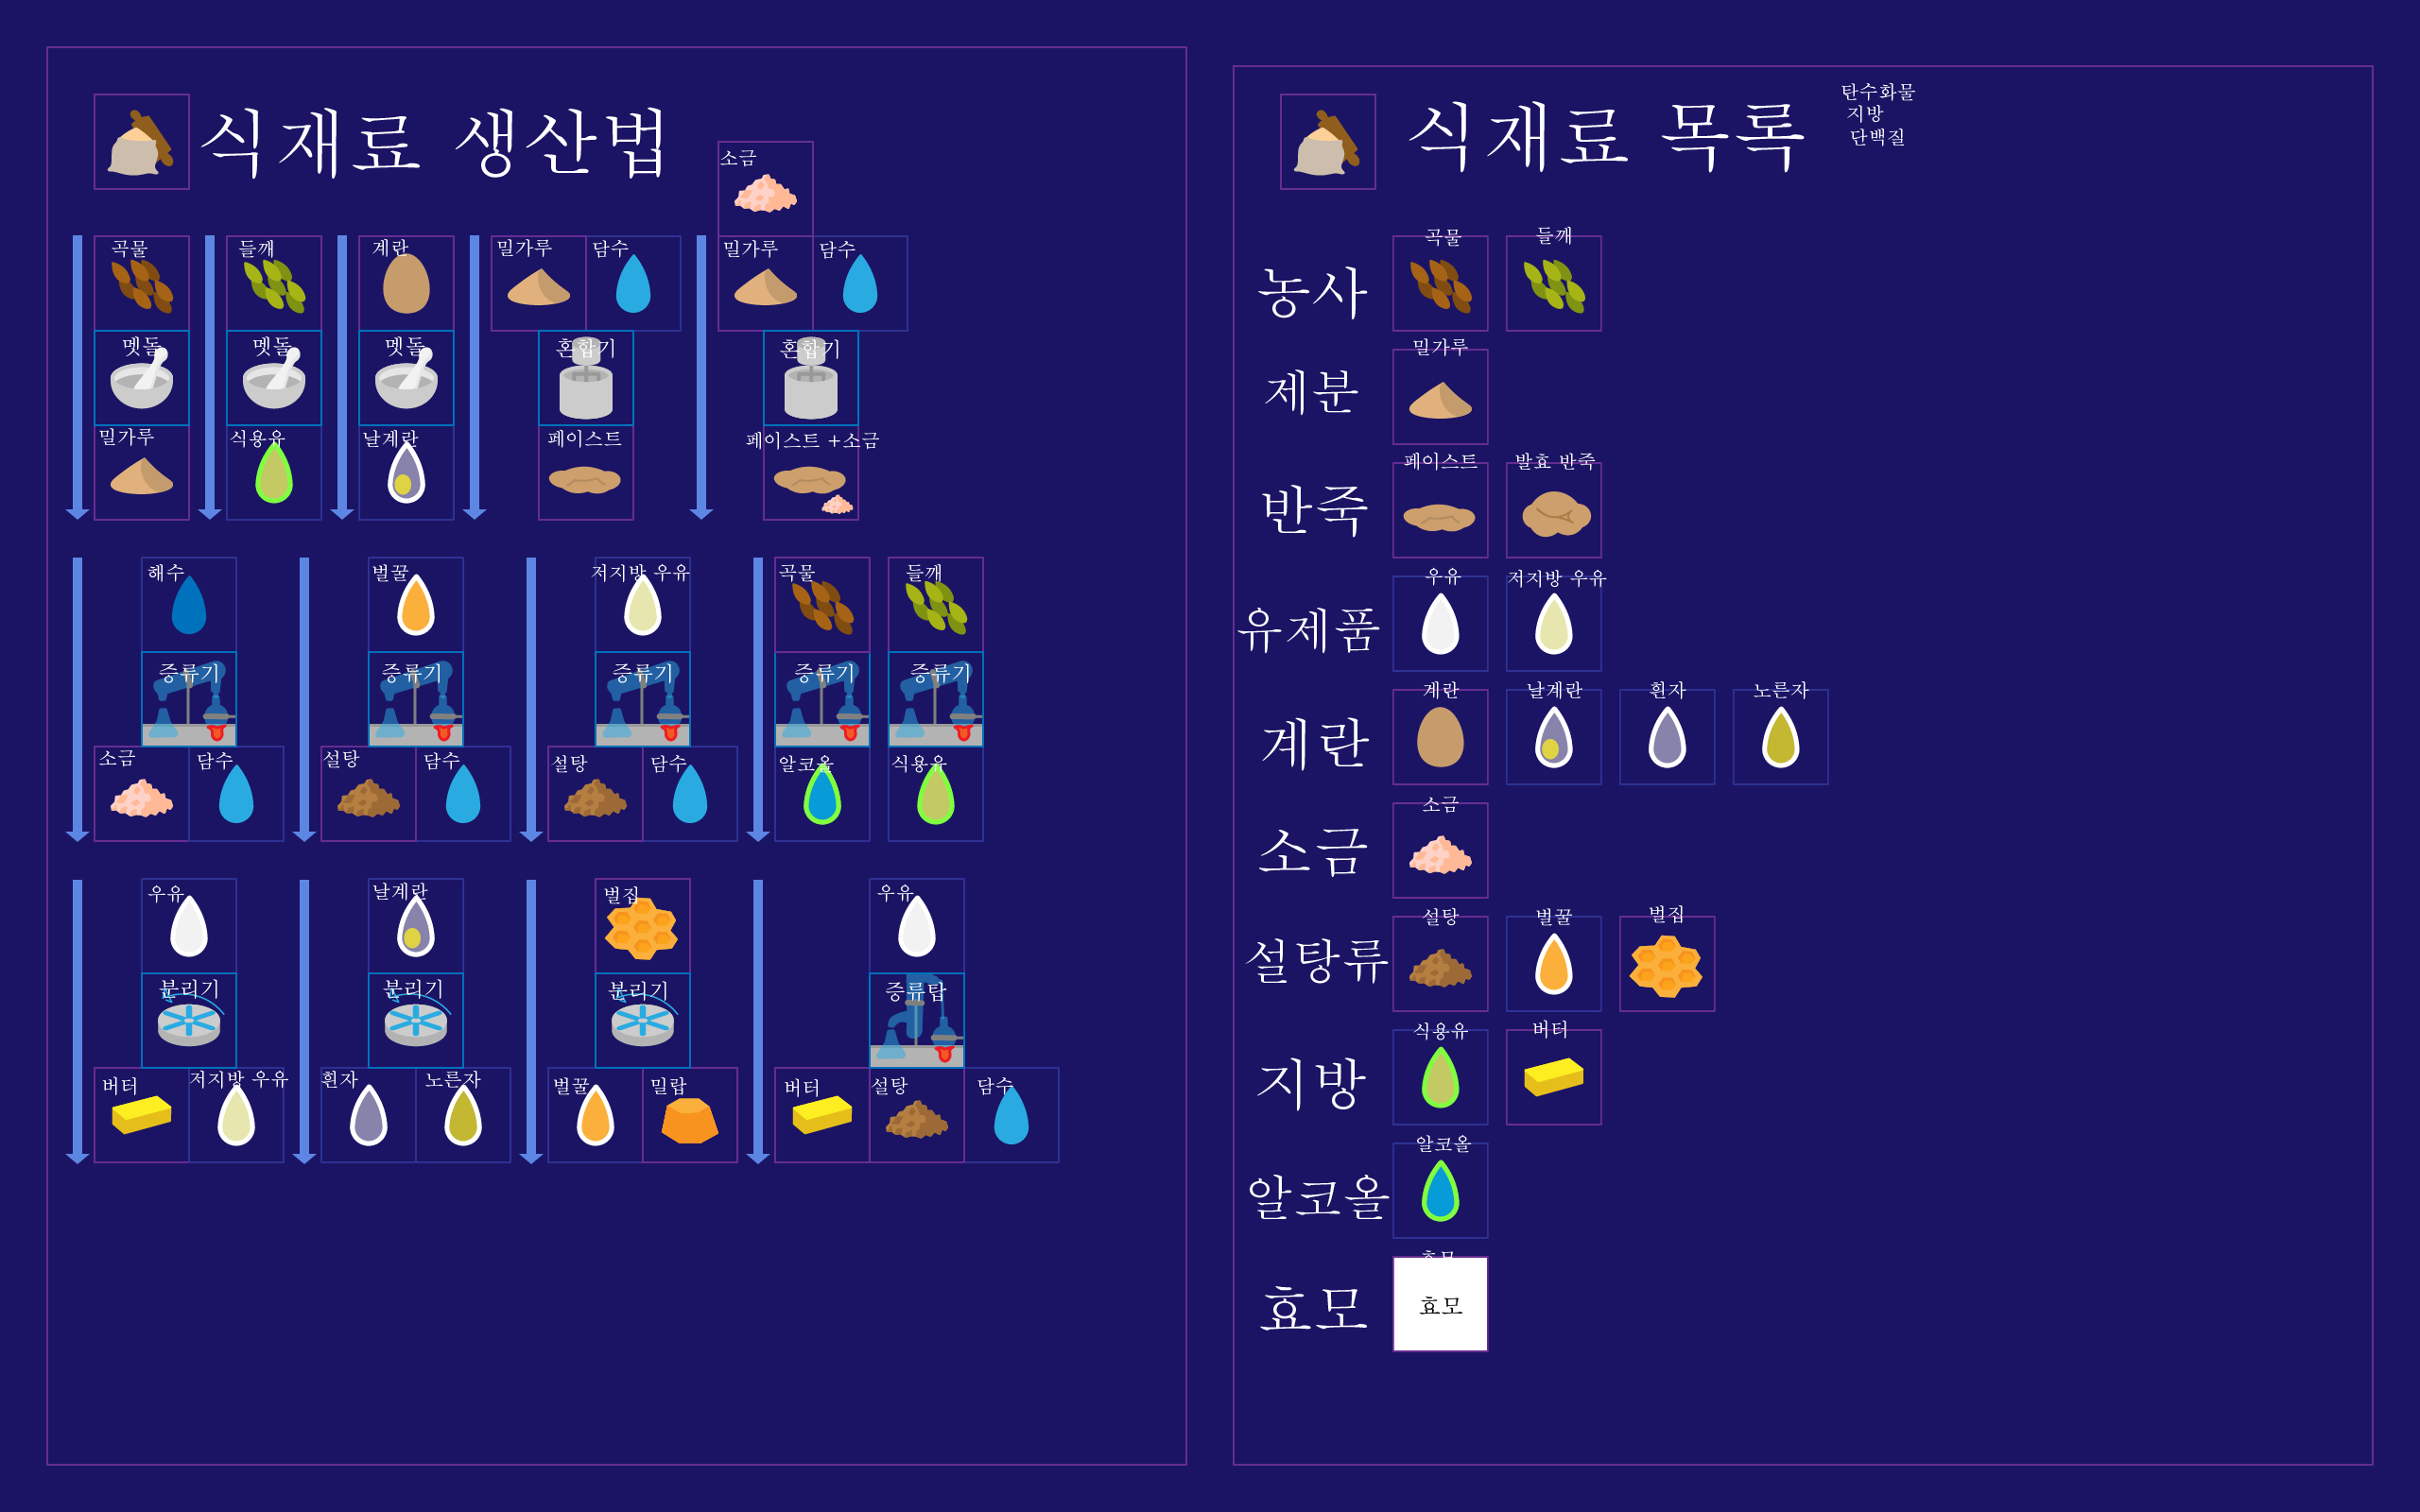 식재료 생산법
소금
곡물 들깨 계란 밀가루 담수 밀가루 담수
멧돌 멧돌 멧돌 혼합기 혼합기
밀가루 식용유 날계란 페이스트 페이스트 +소금
해수 벌꿀 저지방 우유 곡물 들깨
증류기 증류기 증류기 증류기 증류기
소금 담수 설탕 담수 설탕 담수 알코올 식용유
우유 날계란 벌집 우유
분리기 분리기 분리기 증류탑
버터 저지방 우유 흰자 노른자 벌꿀 밀랍 버터 설탕 담수
식재료 목록
탄수화물
지방
단백질
곡물 들깨
농사
밀가루
제분
페이스트 발효 반죽
반죽
우유 저지방 우유
유제품
계란 날계란 흰자 노른자
계란
소금
소금
설탕 벌꿀 벌집
설탕류
식용유 버터
지방
알코올
알코올
효모
효모
효모